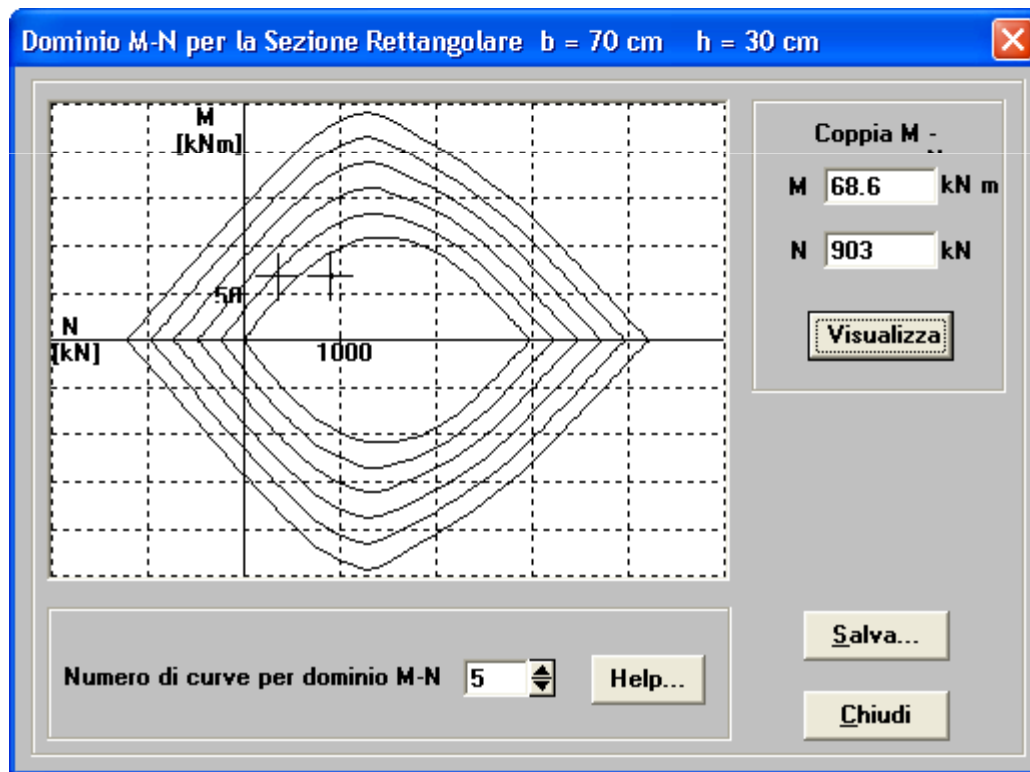 Dominio M-N per la Sezione Rettangolare b = 70 cm h = 30 cm
M
[kNm]
50
N
[kN]
1000
Coppia M -
M 68.6 kN m
N 903 kN
Visualizza
Numero di curve per dominio M-N 5 Help...
Salva...
Chiudi